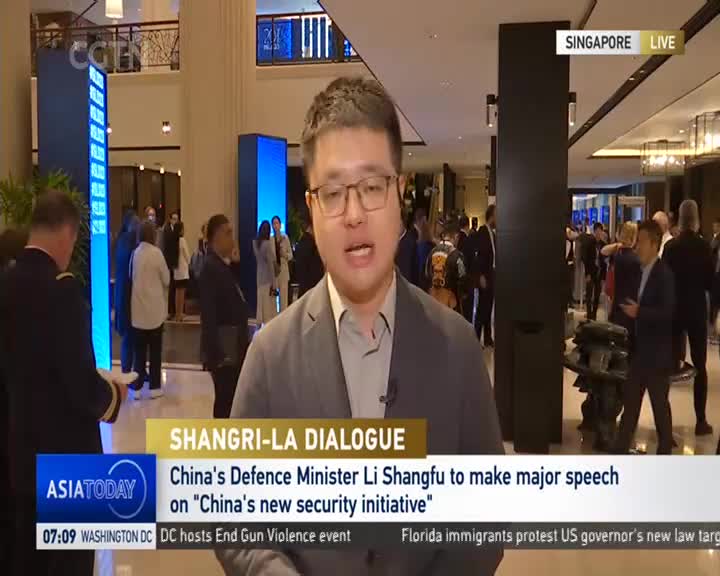 CGTN
SINGAPORE LIVE
SHANGRI-LA DIALOGUE
China's Defence Minister Li Shangfu to make major speech
on "China's new security initiative"
ASIATODAY
07:09 WASHINGTON DC
DC hosts End Gun Violence event Florida immigrants protest US governor's new law targ